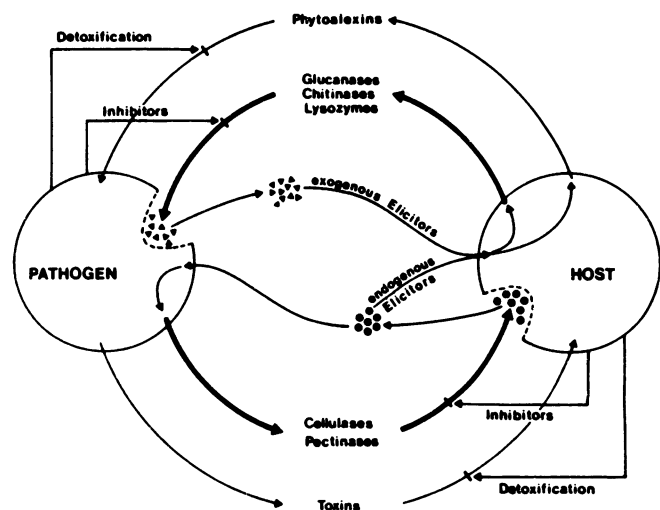 Phytoalexins
Detoxification
Glucanases
Chitinases
Lysozymes
Inhibitors
exogenous Elicitors
PATHOGEN
HOST
endogenous
Elicitors
Cellulases
Pectinases
Inhibitors
Detoxification
Toxins